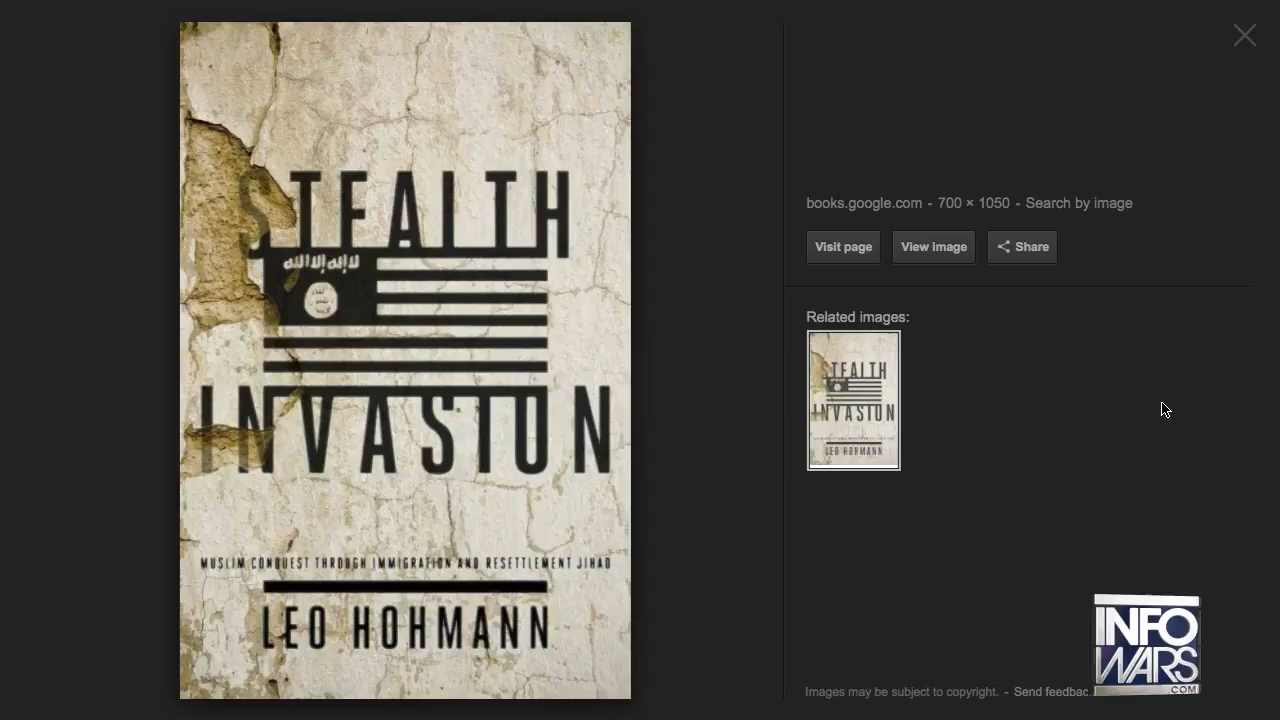 STEALTH
لا إله إلا الله
INVASION
MUSLIM CONQUEST THROUGH IMMIGRATION AND RESETTLEMENT JIHAD
LEO HOHMANN
books.google.com - 700 × 1050 - Search by image
Visit page
View image
Share
Related images:
STEALTH
INVASION
LEO HOHMANN
INFO
WARS
.COM
Images may be subject to copyright. - Send feedbac